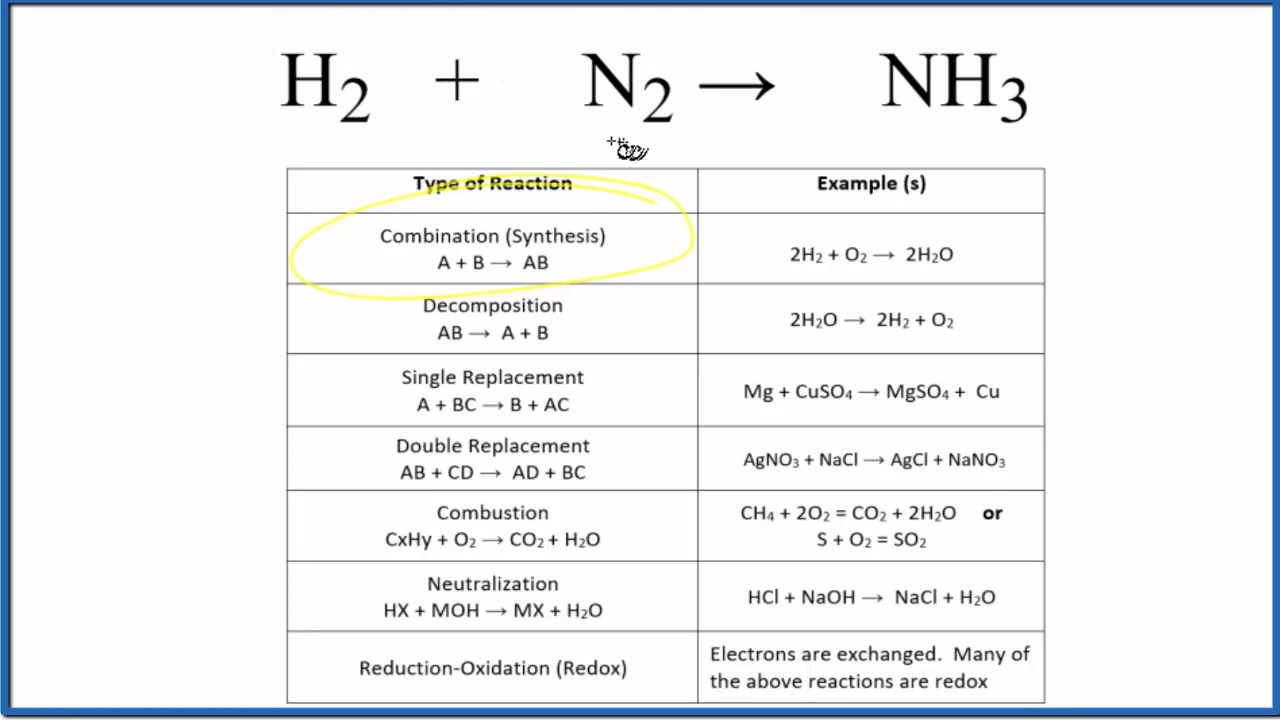 H₂ + N₂ → NH₃
Type of Reaction Example (s)
Combination (Synthesis)
A + B → AB
2H₂ + O₂ → 2H₂O
Decomposition
AB → A + B
2H₂O → 2H₂ + O₂
Single Replacement
A + BC → B + AC
Mg + CuSO₄ → MgSO₄ + Cu
Double Replacement
AB + CD → AD + BC
AgNO₃ + NaCl → AgCl + NaNO₃
Combustion
CxHy + O₂ → CO₂ + H₂O
CH₄ + 2O₂ = CO₂ + 2H₂O or
S + O₂ = SO₂
Neutralization
HX + MOH → MX + H₂O
HCl + NaOH → NaCl + H₂O
Reduction-Oxidation (Redox)
Electrons are exchanged. Many of
the above reactions are redox